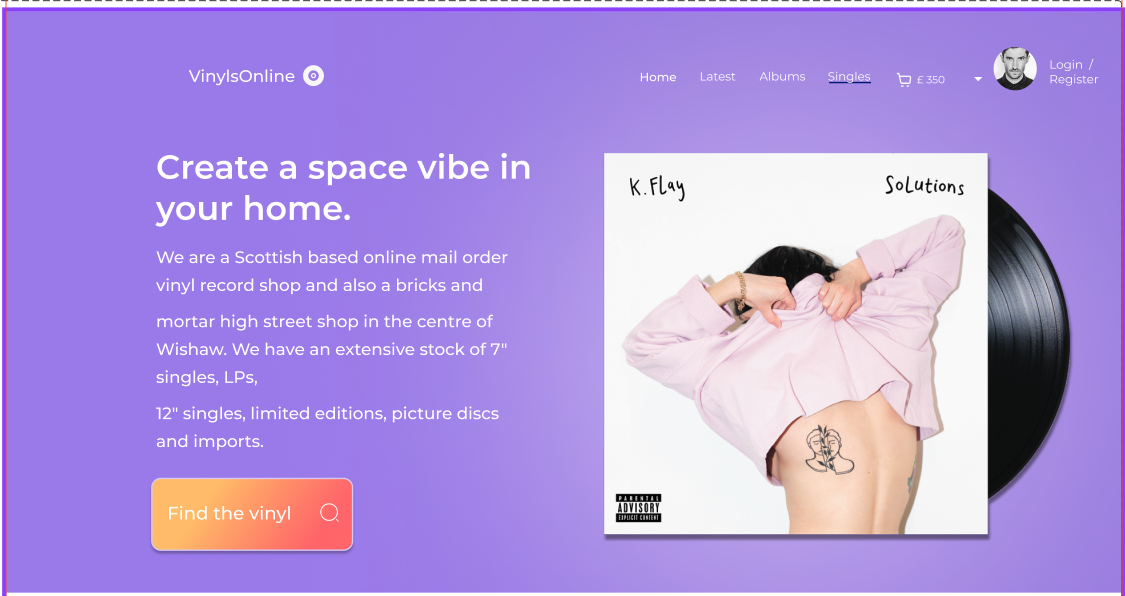 VinylsOnline
Home
Latest
Albums
Singles
£ 350
Login /
Register
Create a space vibe in
your home.
We are a Scottish based online mail order
vinyl record shop and also a bricks and
mortar high street shop in the centre of
Wishaw. We have an extensive stock of 7"
singles, LPs,
12" singles, limited editions, picture discs
and imports.
Find the vinyl
K.Flay
Solutions
PARENTAL
ADVISORY
EXPLICIT CONTENT